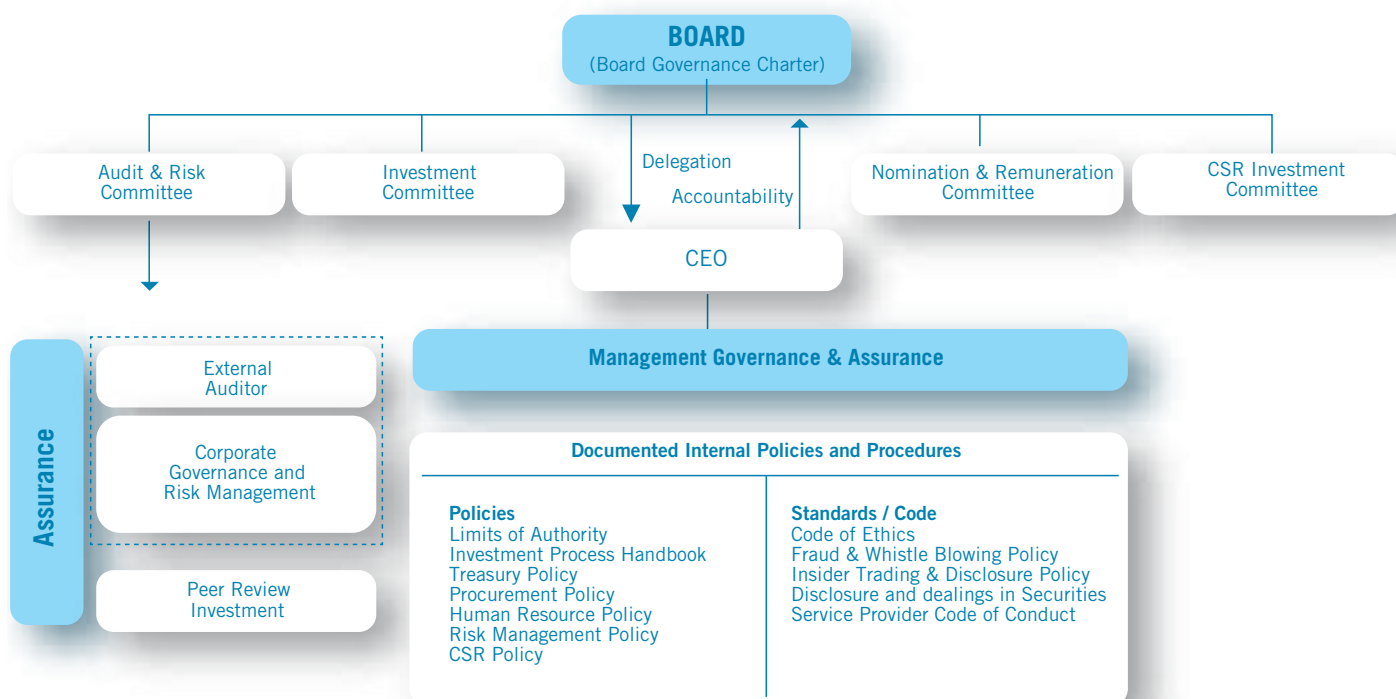 BOARD
(Board Governance Charter)
Audit & Risk
Committee
Investment
Committee
Delegation
Accountability
Nomination & Remuneration
Committee
CSR Investment
Committee
CEO
Assurance
External
Auditor
Corporate
Governance and
Risk Management
Peer Review
Investment
Management Governance & Assurance
Documented Internal Policies and Procedures
Policies
Limits of Authority
Investment Process Handbook
Treasury Policy
Procurement Policy
Human Resource Policy
Risk Management Policy
CSR Policy
Standards / Code
Code of Ethics
Fraud & Whistle Blowing Policy
Insider Trading & Disclosure Policy
Disclosure and dealings in Securities
Service Provider Code of Conduct